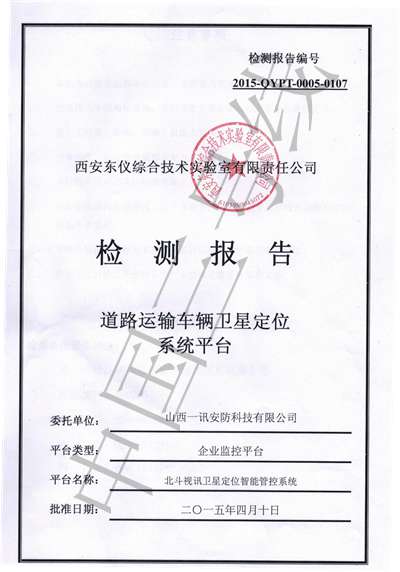 检测报告编号
2015-QYPT-0005-0107
西安东仪综合技术实验室有限责任公司
检测报告
道路运输车辆卫星定位
系统平台
委托单位: 山西一讯安防科技有限公司
平台类型: 企业监控平台
平台名称: 北斗视讯卫星定位智能管控系统
批准日期: 二〇一五年四月十日